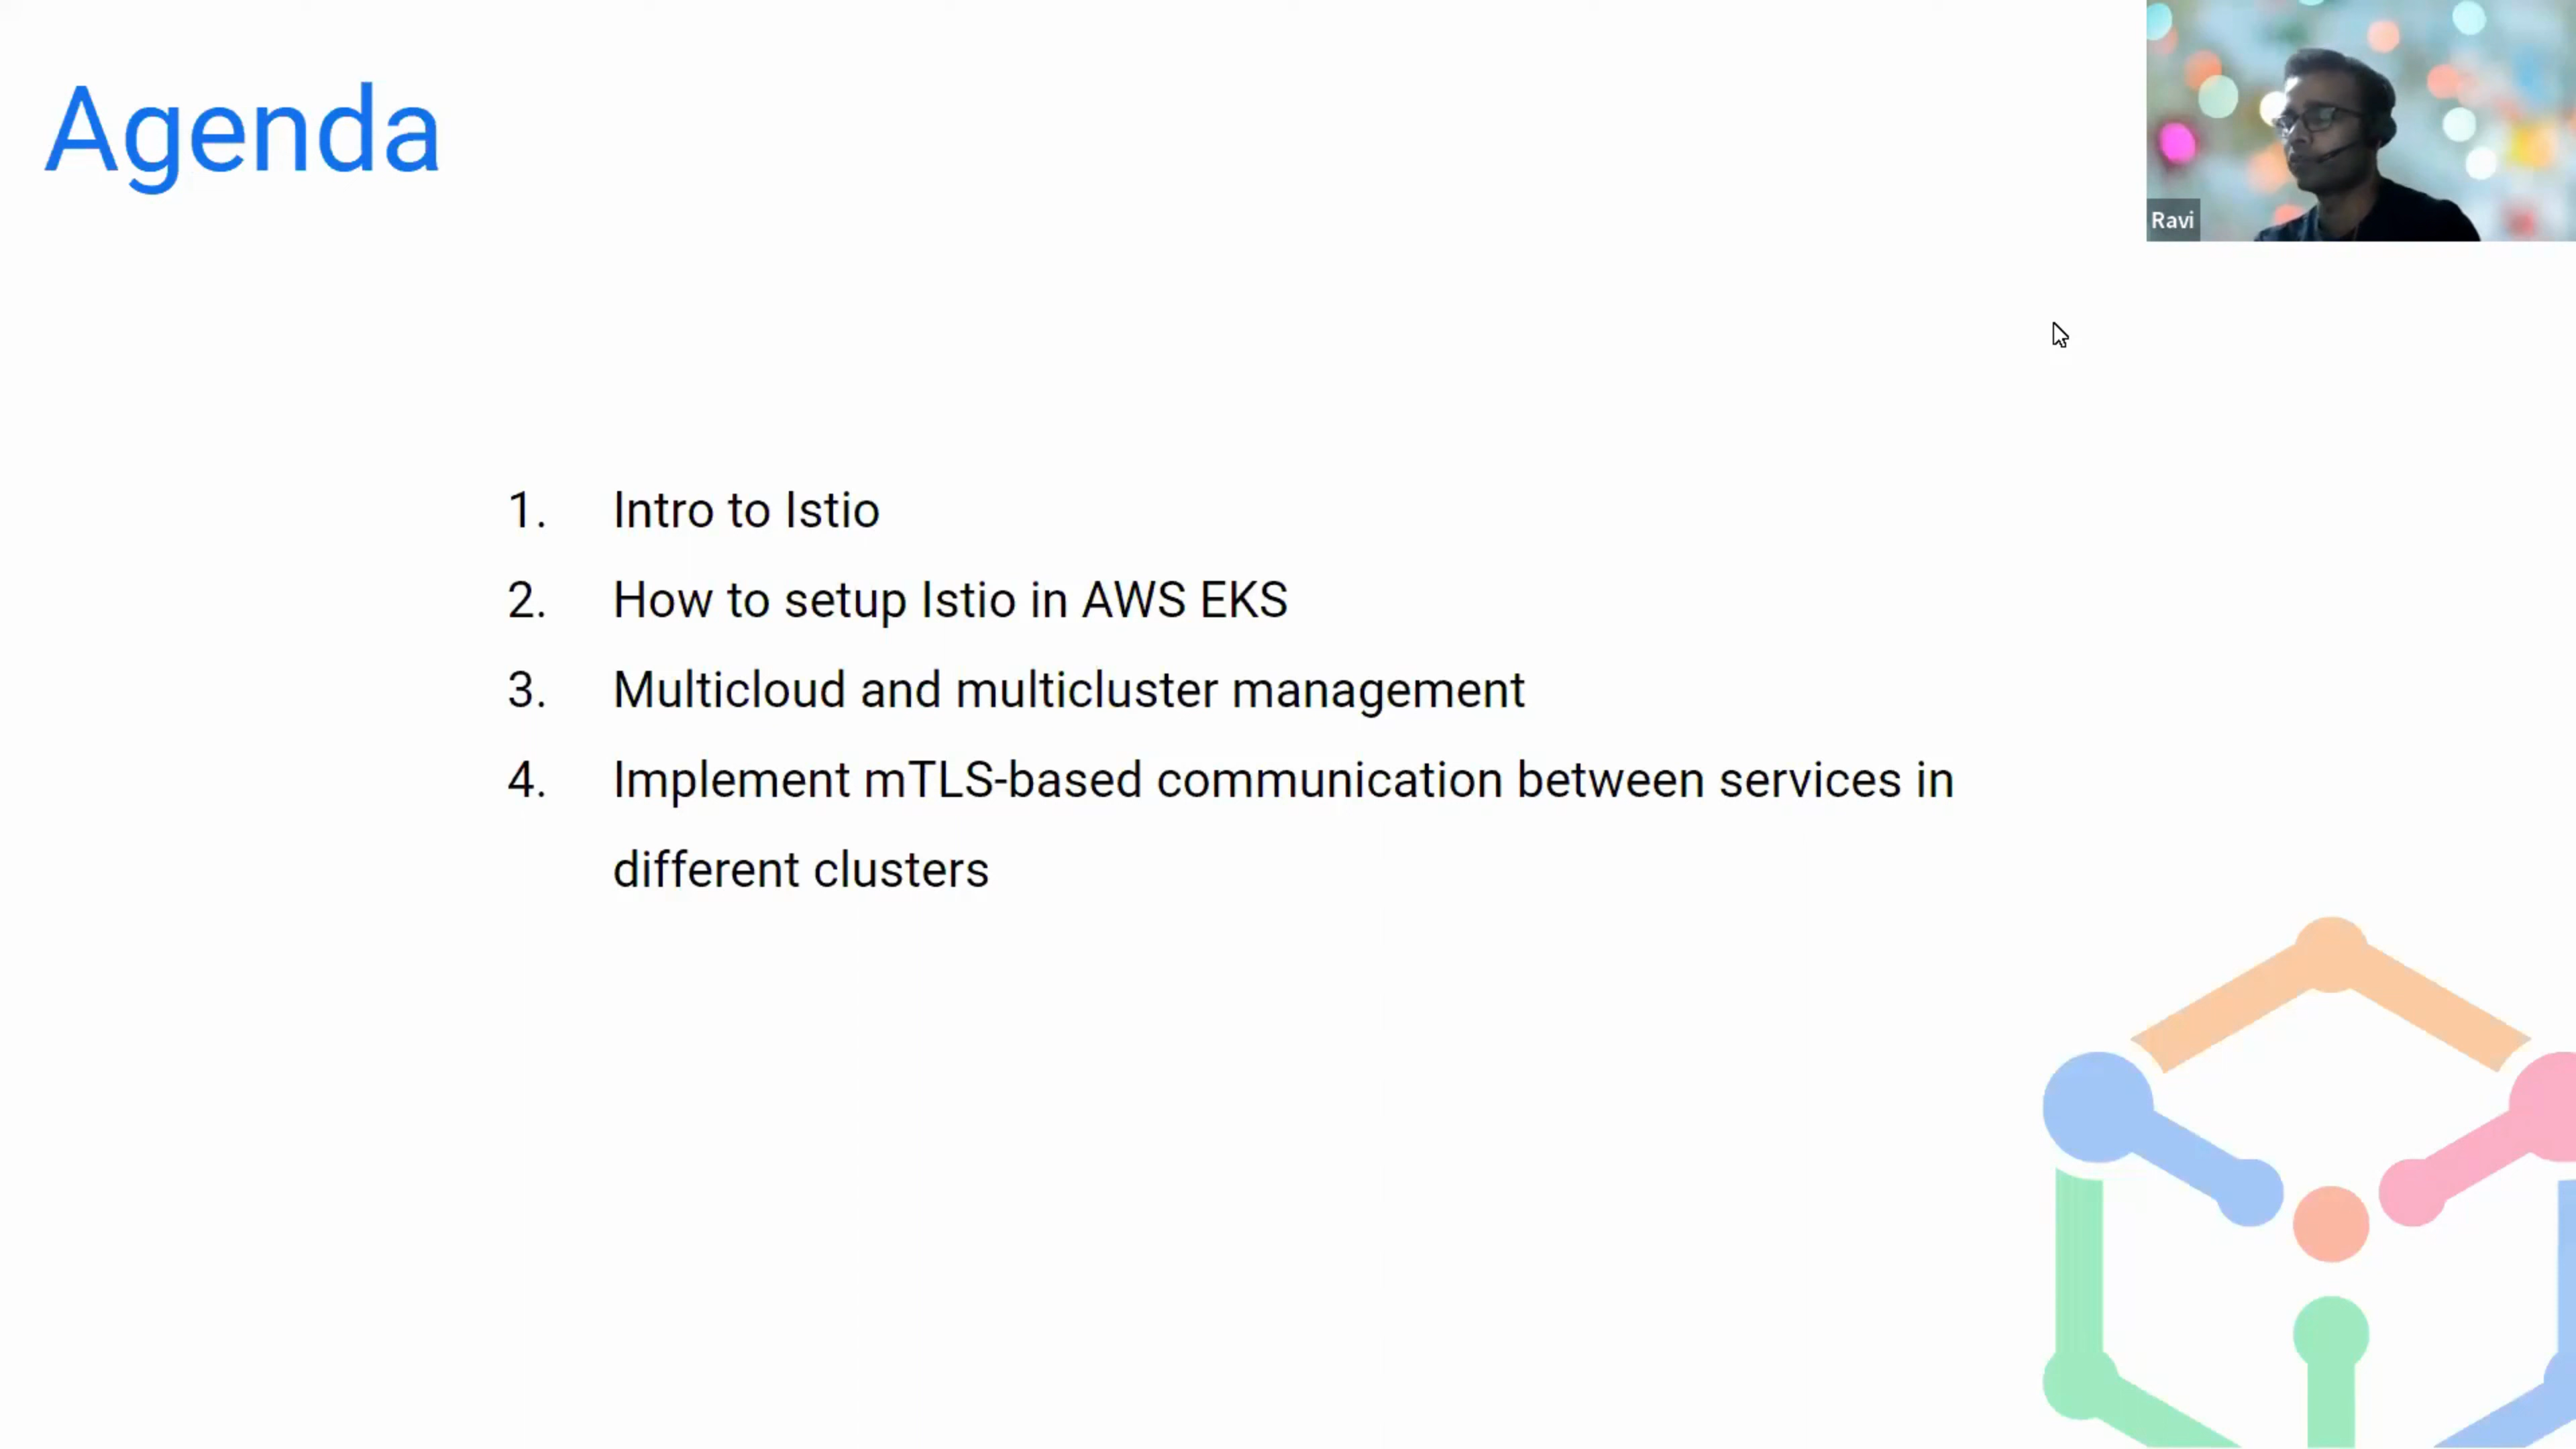 Agenda
Ravi
1. Intro to Istio
2. How to setup Istio in AWS EKS
3. Multicloud and multicluster management
4. Implement mTLS-based communication between services in
different clusters